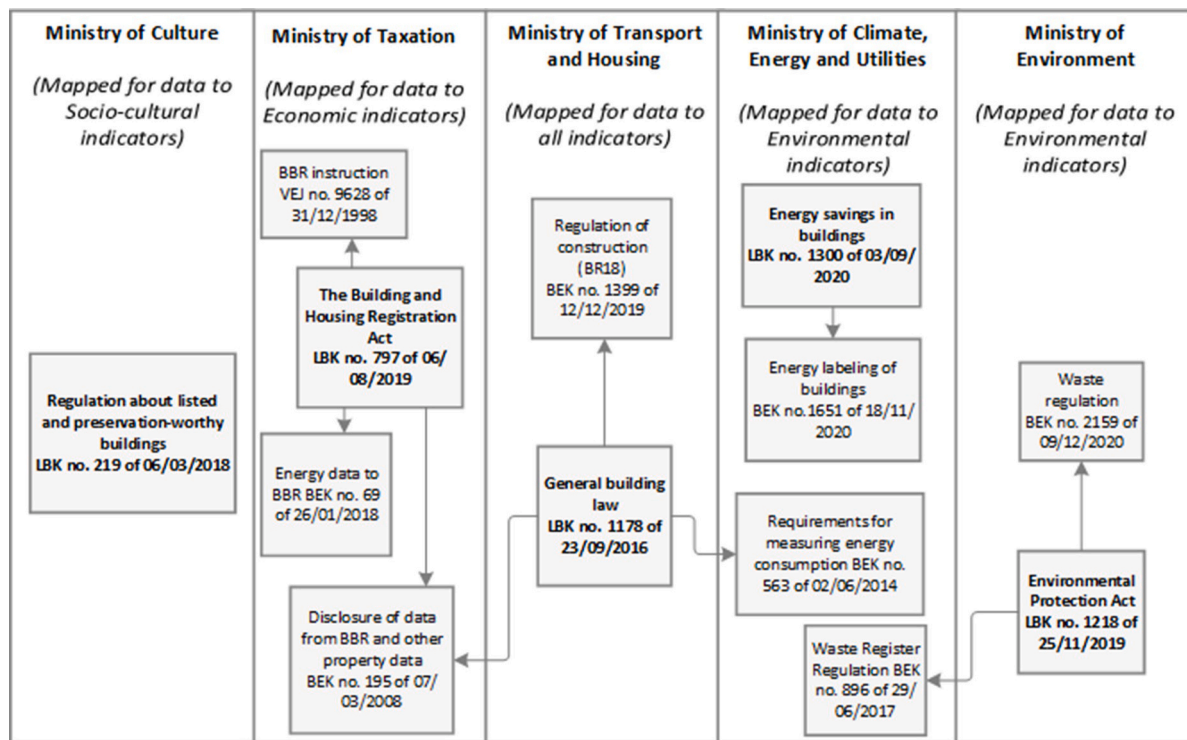 Ministry of Culture
(Mapped for data to
Socio-cultural
indicators)
Regulation about listed
and preservation-worthy
buildings
LBK no. 219 of 06/03/2018
Ministry of Taxation
(Mapped for data to
Economic indicators)
BBR instruction
VEJ no. 9628 of
31/12/1998
The Building and
Housing Registration
Act
LBK no. 797 of 06/
08/2019
Energy data to
BBR BEK no. 69
of 26/01/2018
Disclosure of data
from BBR and other
property data
BEK no. 195 of 07/
03/2008
Ministry of Transport
and Housing
(Mapped for data to
all indicators)
Regulation of
construction
(BR18)
BEK no. 1399 of
12/12/2019
General building
law
LBK no. 1178 of
23/09/2016
Ministry of Climate,
Energy and Utilities
(Mapped for data to
Environmental
indicators)
Energy savings in
buildings
LBK no. 1300 of 03/09/
2020
Energy labeling of
buildings
BEK no.1651 of 18/11/
2020
Requirements for
measuring energy
consumption BEK no.
563 of 02/06/2014
Waste Register
Regulation BEK
no. 896 of 29/
06/2017
Ministry of
Environment
(Mapped for data to
Environmental
indicators)
Waste
regulation
BEK no. 2159 of
09/12/2020
Environmental
Protection Act
LBK no. 1218 of
25/11/2019